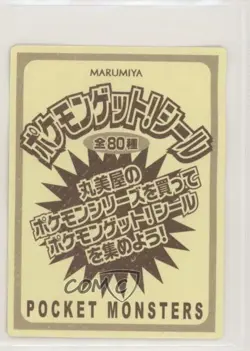 MARUMIYA
ポケモンゲット!シール
全80種
丸美屋の
ポケモンシリーズを買って
ポケモンゲット!シール
を集めよう!
COMC
POCKET MONSTERS